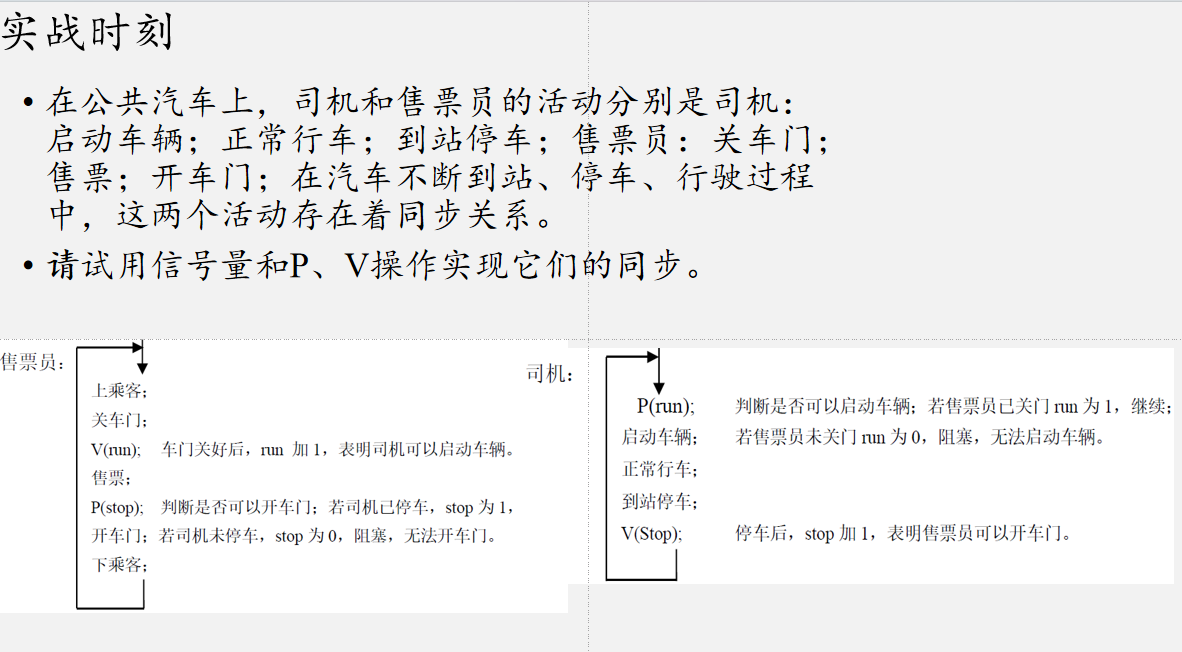 实战时刻
• 在公共汽车上，司机和售票员的活动分别是司机：
启动车辆；正常行车；到站停车；售票员：关车门；
售票；开车门；在汽车不断到站、停车、行驶过程
中，这两个活动存在着同步关系。
• 请试用信号量和P、V操作实现它们的同步。
售票员：
上乘客；
关车门；
V(run); 车门关好后，run 加 1，表明司机可以启动车辆。
售票；
P(stop); 判断是否可以开车门；若司机已停车，stop 为 1，
开车门；若司机未停车，stop 为 0，阻塞，无法开车门。
下乘客；
司机：
P(run); 判断是否可以启动车辆；若售票员已关门 run 为 1，继续；
启动车辆； 若售票员未关门 run 为 0，阻塞，无法启动车辆。
正常行车；
到站停车；
V(Stop); 停车后，stop 加 1，表明售票员可以开车门。